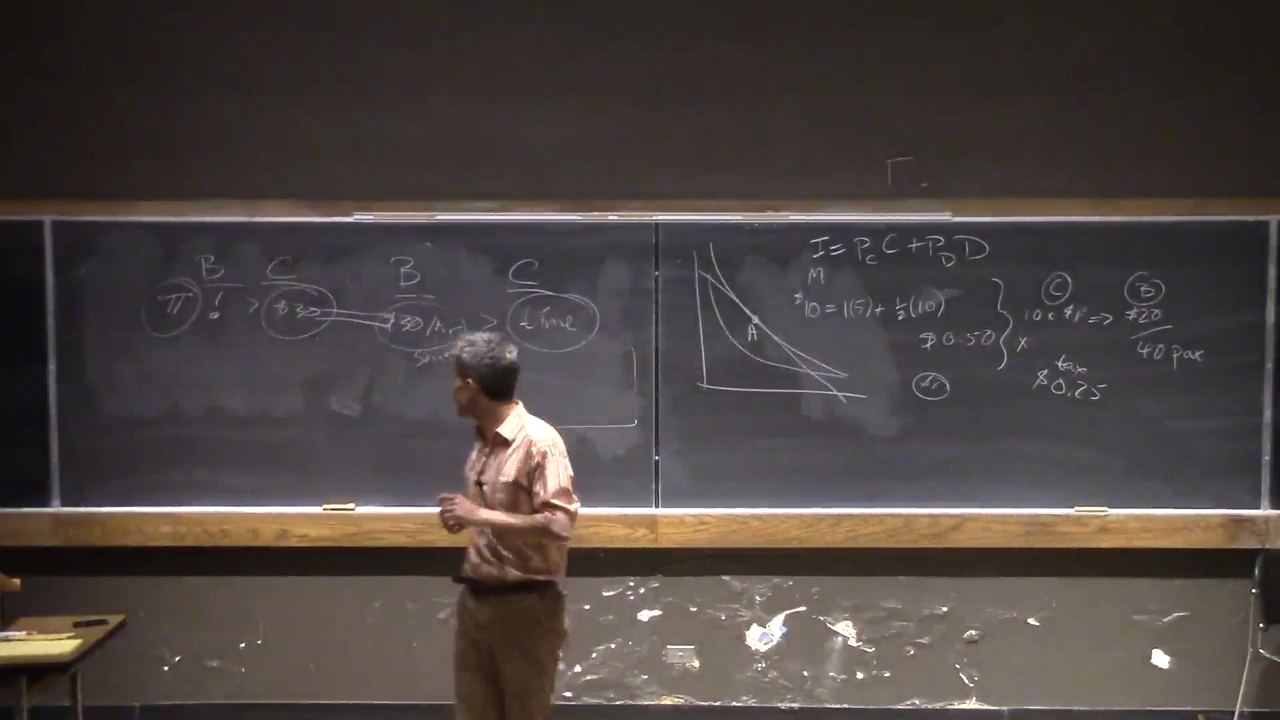 B C B C
π ! > $30 $30/hr > time
I = P_C C + P_D D
M
$10 = 1(5) + ½(10)
$0.50 x
A
C B
10 x $P ⇒ $20
40 pax
tax
$0.25